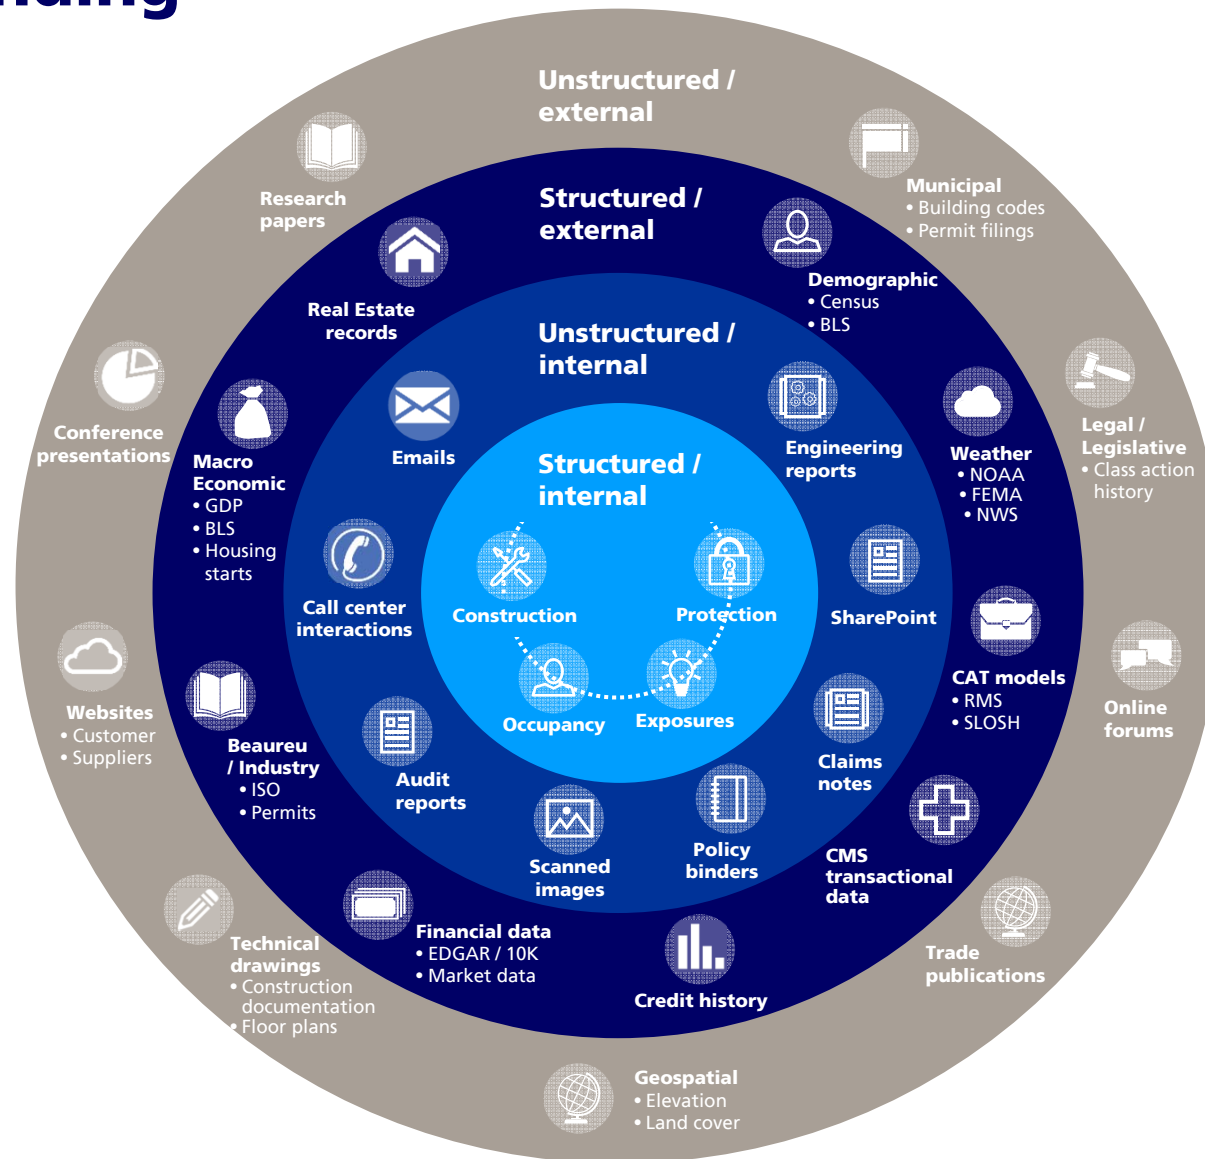 Unstructured /
external
Research
papers
Municipal
• Building codes
• Permit filings
Conference
presentations
Legal /
Legislative
• Class action
history
Websites
• Customer
• Suppliers
Online
forums
Technical
drawings
• Construction
documentation
• Floor plans
Trade
publications
Geospatial
• Elevation
• Land cover
Structured /
external
Real Estate
records
Demographic
• Census
• BLS
Macro
Economic
• GDP
• BLS
• Housing
starts
Weather
• NOAA
• FEMA
• NWS
Beaureu
/ Industry
• ISO
• Permits
CAT models
• RMS
• SLOSH
Financial data
• EDGAR / 10K
• Market data
Credit history
CMS
transactional
data
Unstructured /
internal
Emails
Engineering
reports
Call center
interactions
SharePoint
Audit
reports
Claims
notes
Scanned
images
Policy
binders
Structured /
internal
Construction
Protection
Occupancy
Exposures